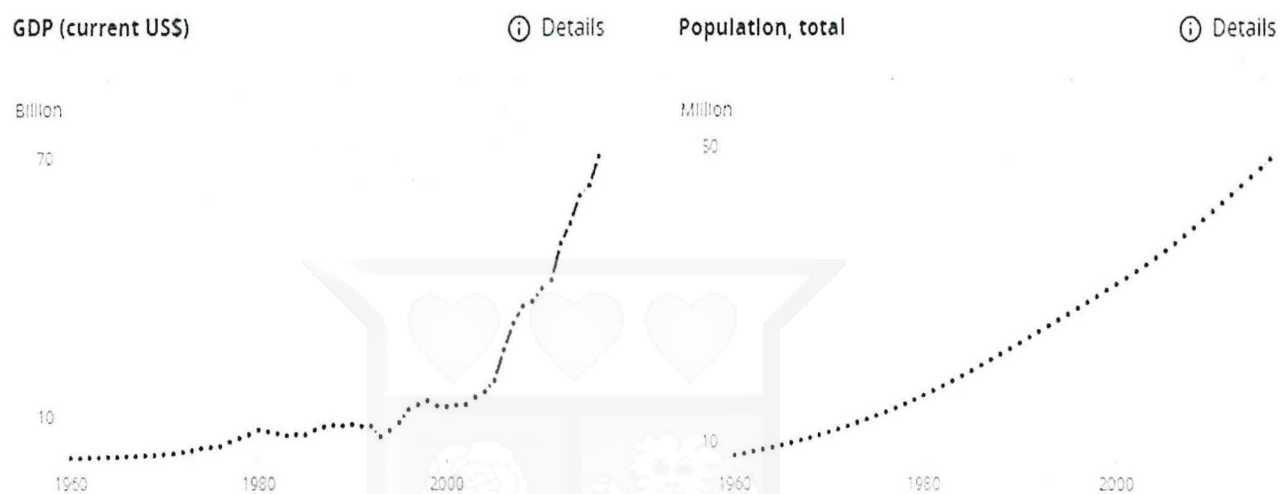 GDP (current US$)
Details
Population, total
Details
Billion
70
10
1960
1980
2000
Million
50
10
1960
1980
2000